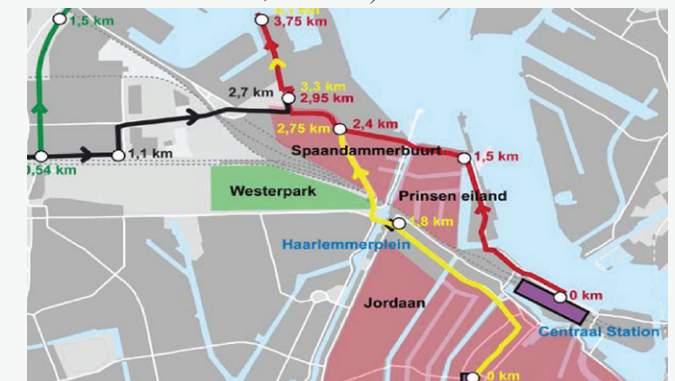 1,5 km
3,75 km
2,7 km
3,3 km
2,95 km
2,75 km
2,4 km
Spaandammerbuurt
1,1 km
1,5 km
,54 km
Westerpark
Prinsen eiland
1,8 km
Haarlemmerplein
Jordaan
0 km
Centraal Station
0 km